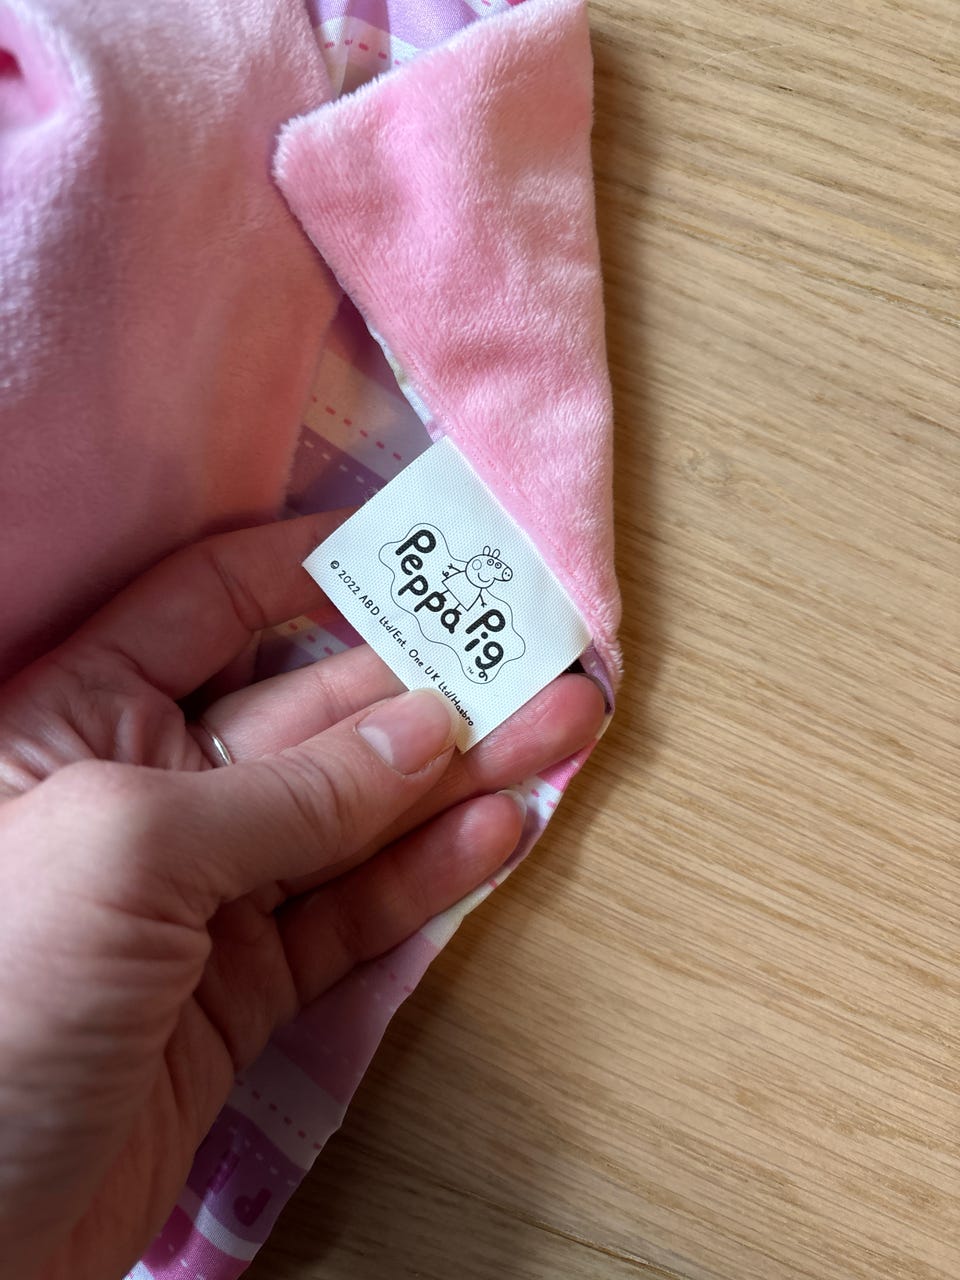 Peppa
Pig
™
© 2022 ABD Ltd/Ent. One UK Ltd/Hasbro
P